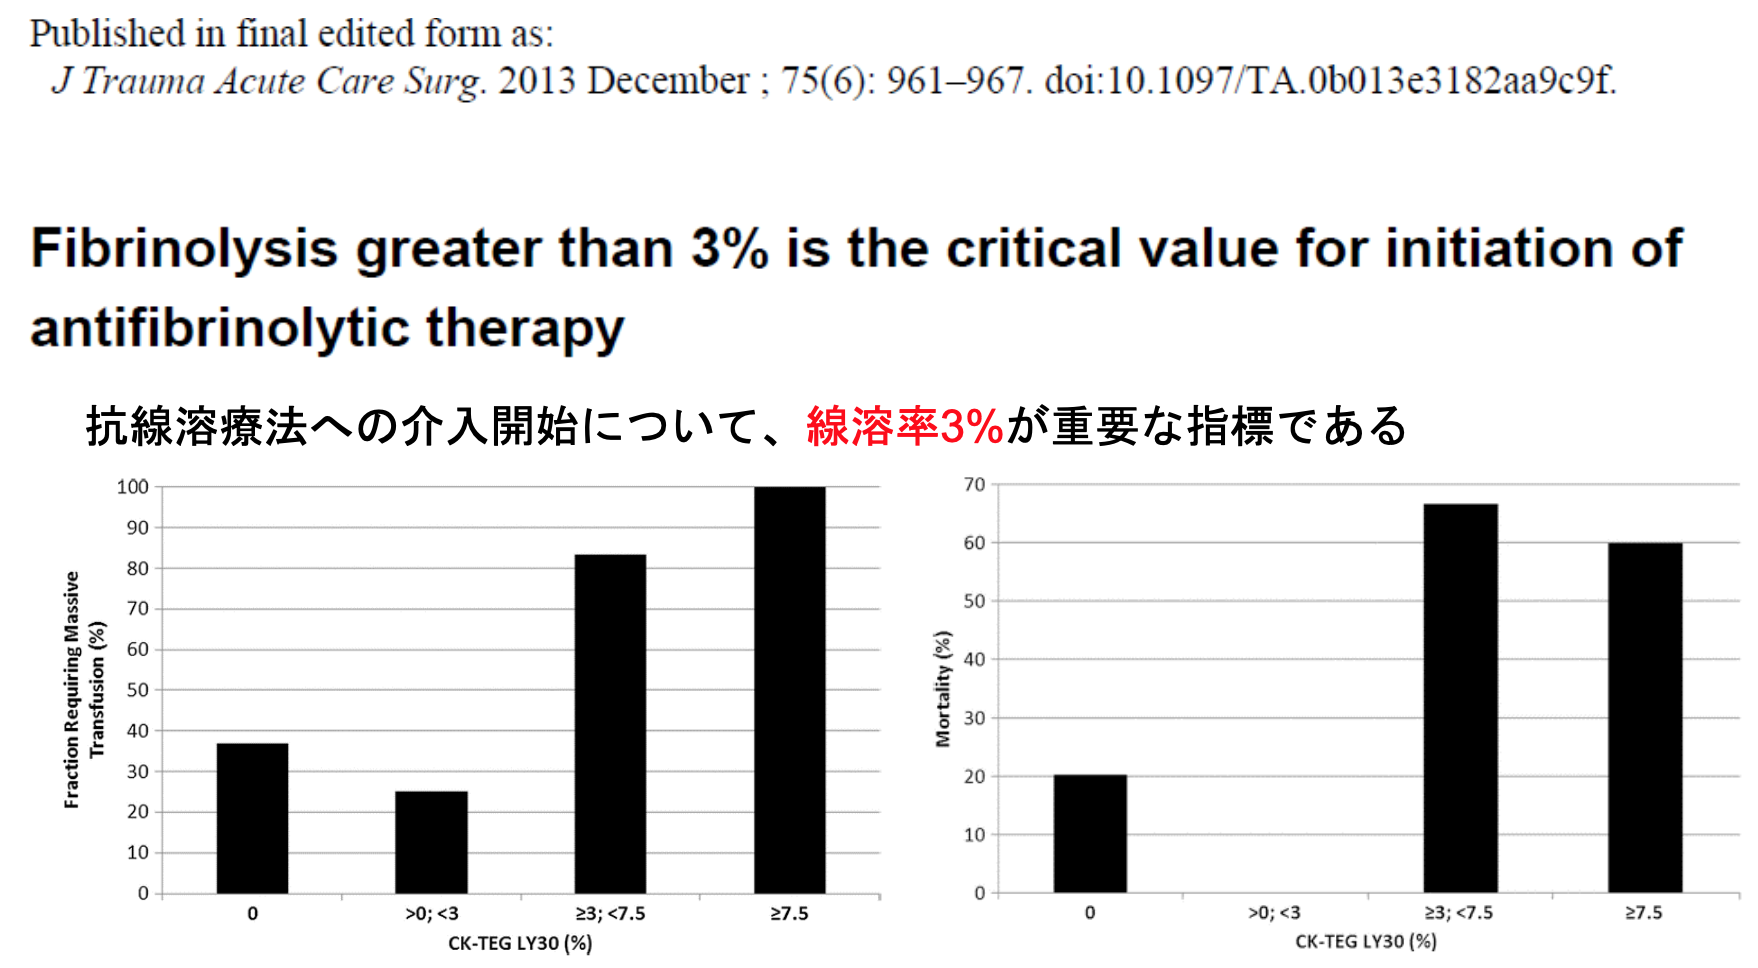 Published in final edited form as:
J Trauma Acute Care Surg. 2013 December ; 75(6): 961–967. doi:10.1097/TA.0b013e3182aa9c9f.
Fibrinolysis greater than 3% is the critical value for initiation of
antifibrinolytic therapy
抗線溶療法への介入開始について、線溶率3%が重要な指標である
Fraction Requiring Massive
Transfusion (%)
100
90
80
70
60
50
40
30
20
10
0
0 >0; <3 ≥3; <7.5 ≥7.5
CK-TEG LY30 (%)
Mortality (%)
70
60
50
40
30
20
10
0
0 >0; <3 ≥3; <7.5 ≥7.5
CK-TEG LY30 (%)